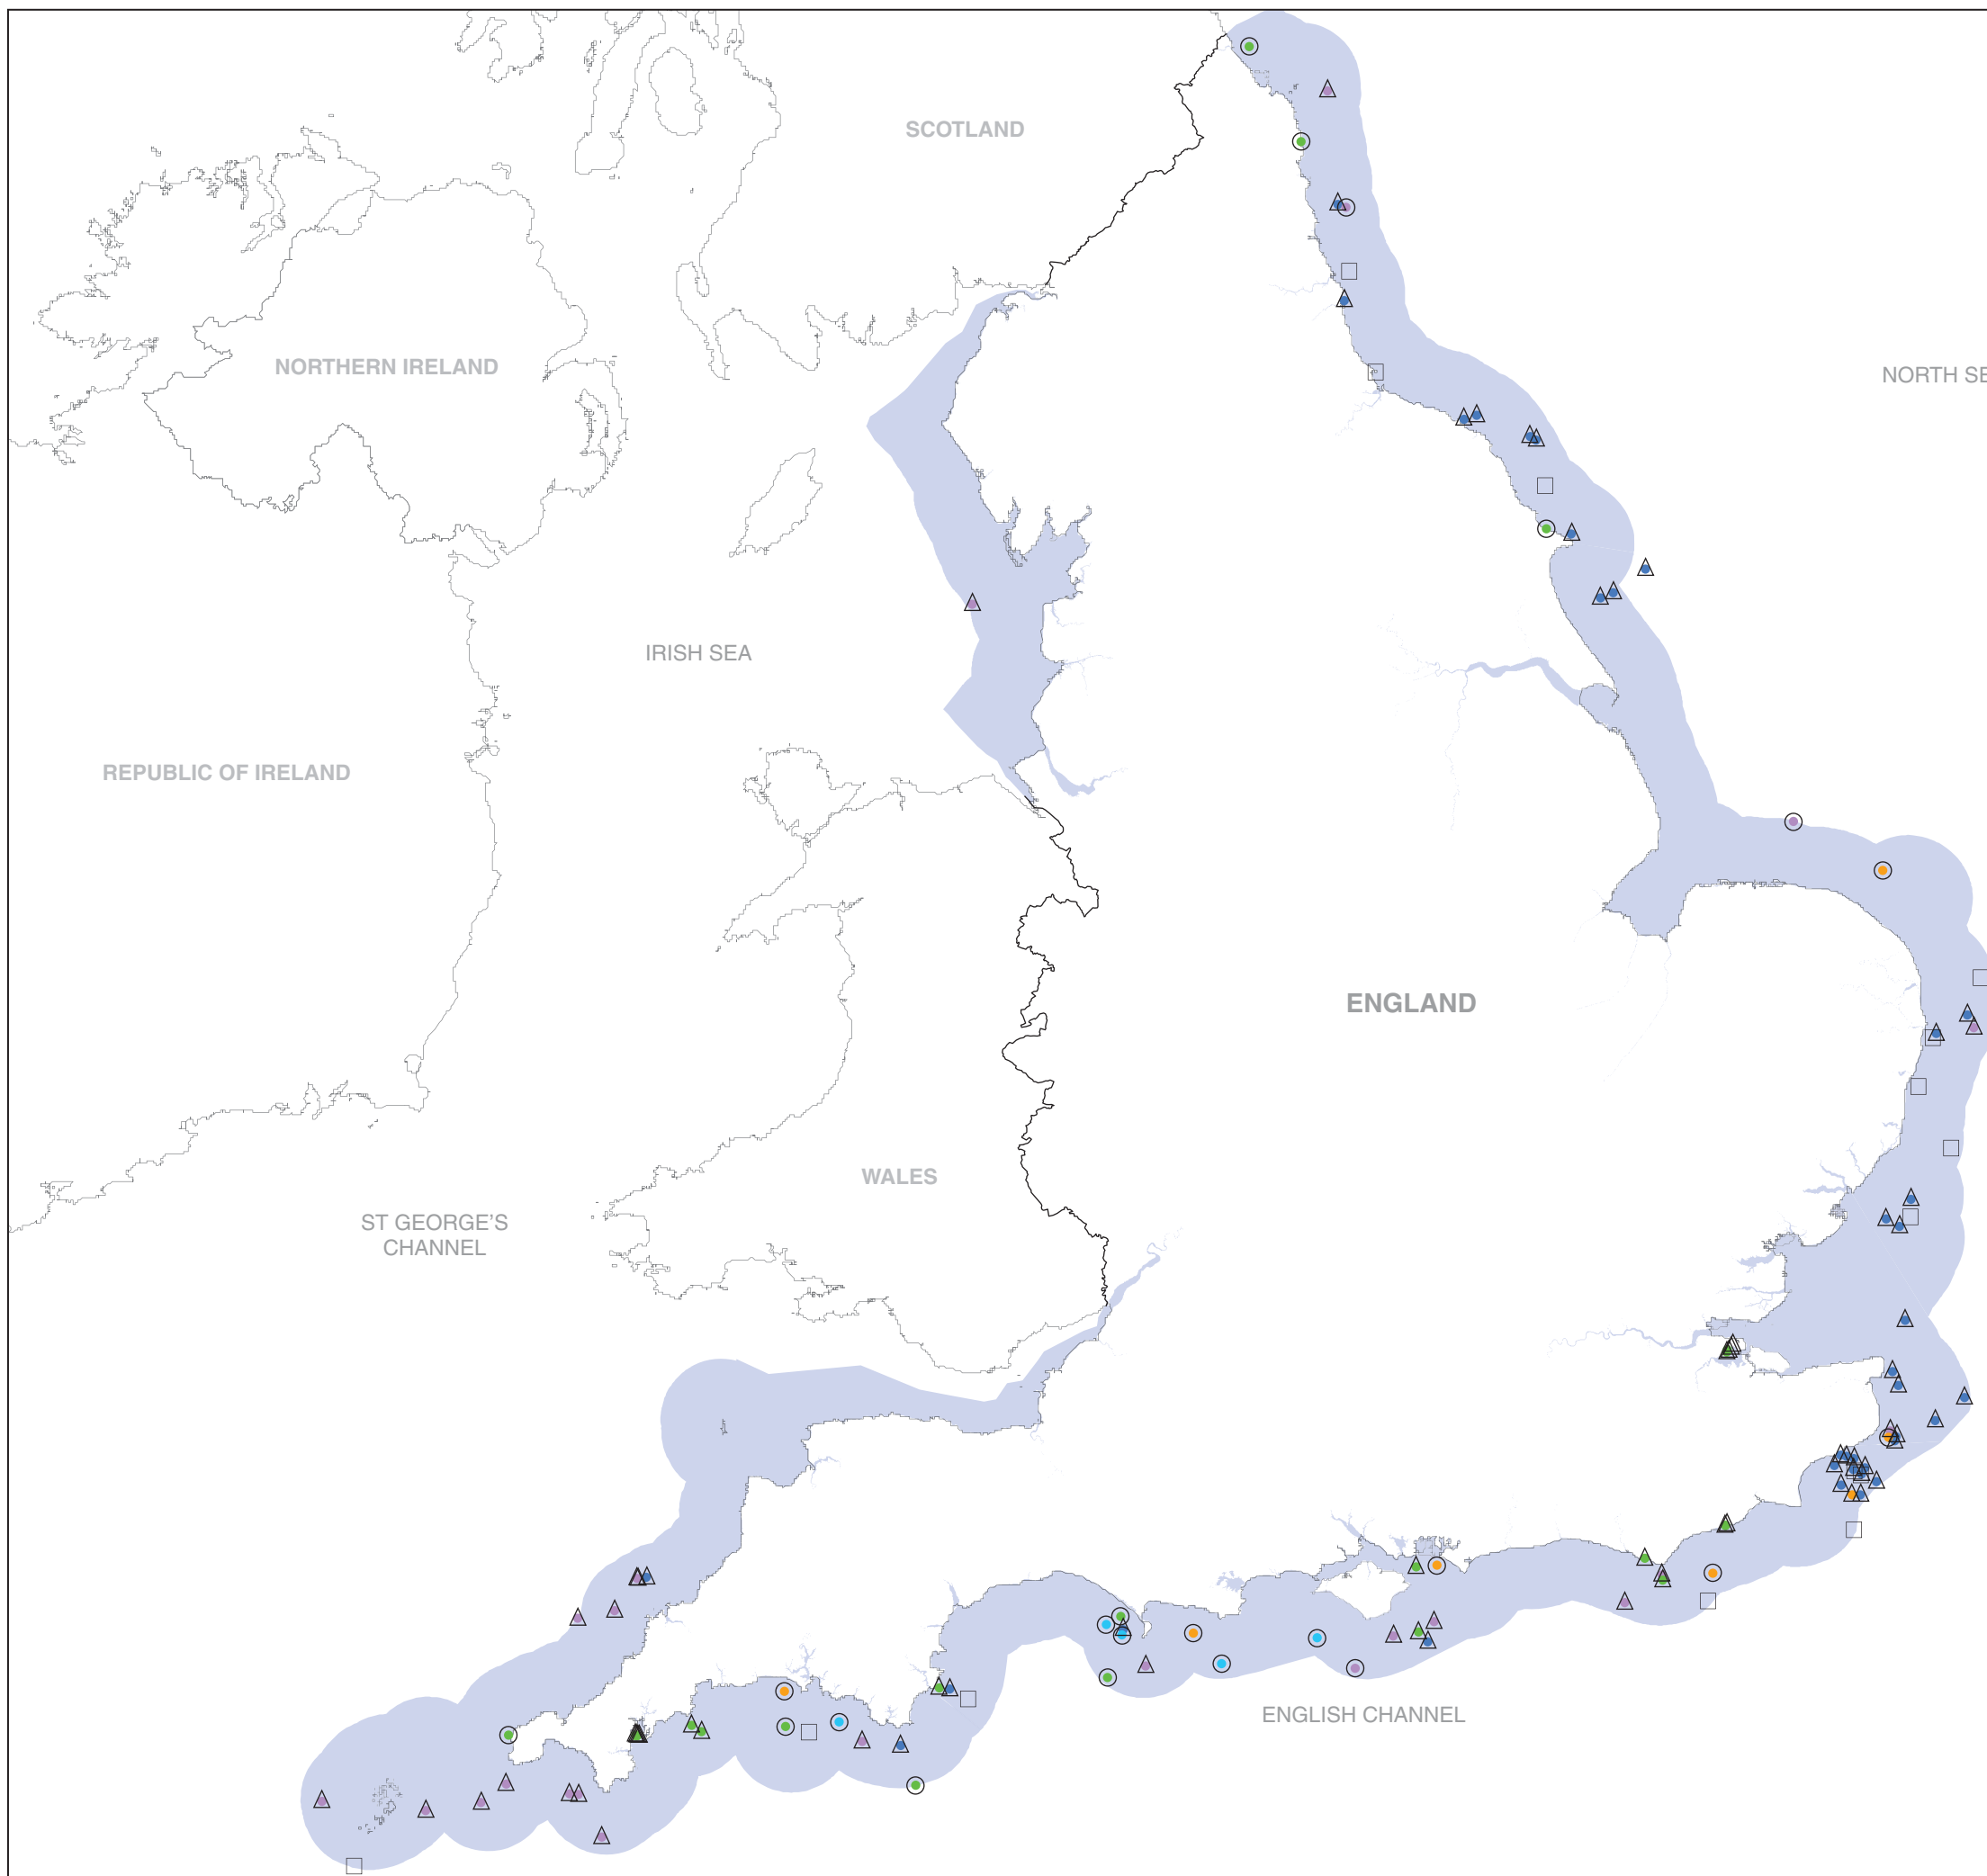 SCOTLAND
NORTHERN IRELAND
NORTH SE
IRISH SEA
REPUBLIC OF IRELAND
ENGLAND
WALES
ST GEORGE'S
CHANNEL
ENGLISH CHANNEL